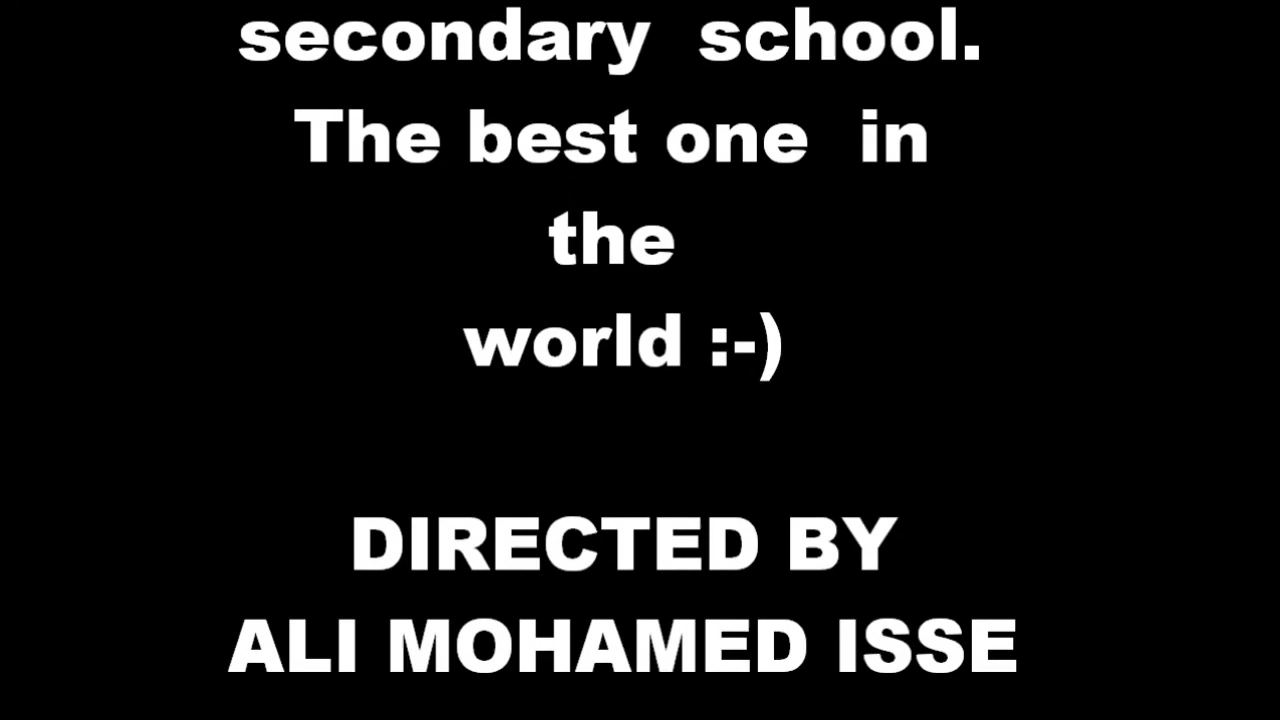 secondary school.
The best one in
the
world :-)
DIRECTED BY
ALI MOHAMED ISSE